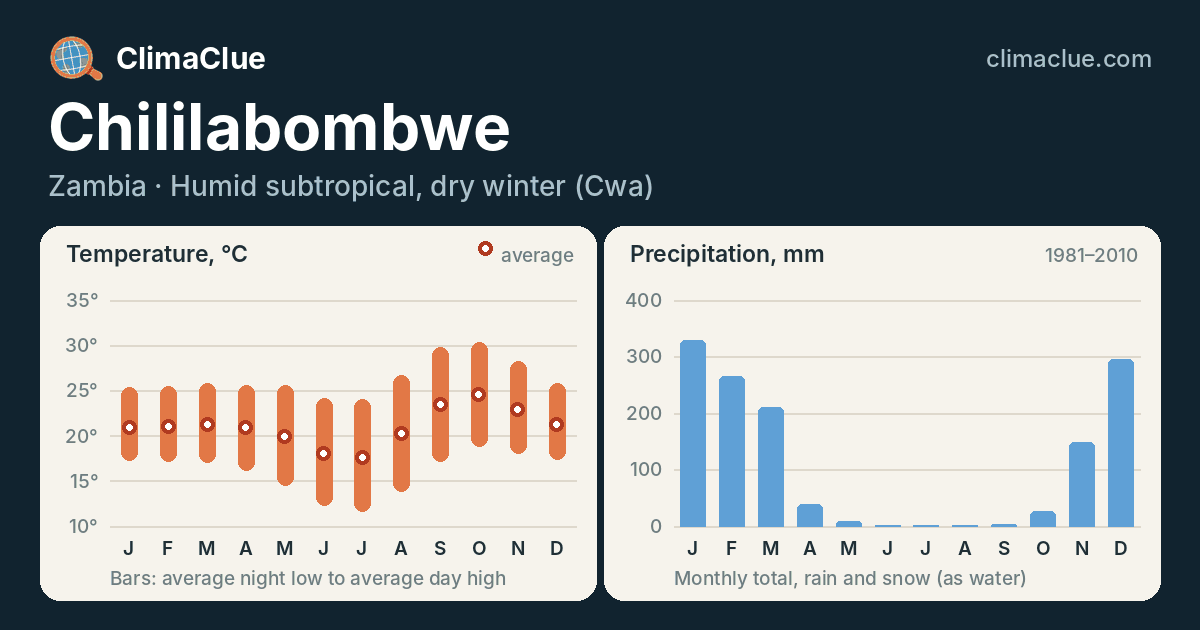 ClimaClue
climaclue.com
Chililabombwe
Zambia · Humid subtropical, dry winter (Cwa)
Temperature, °C
average
35°
30°
25°
20°
15°
10°
J F M A M J J A S O N D
Bars: average night low to average day high
Precipitation, mm
1981–2010
400
300
200
100
0
J F M A M J J A S O N D
Monthly total, rain and snow (as water)